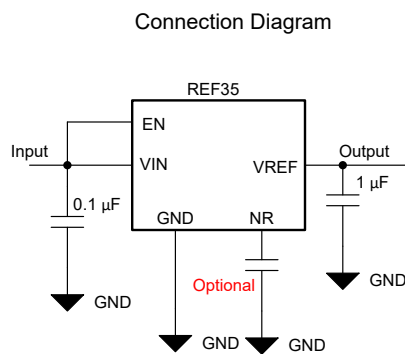 Connection Diagram
REF35
EN
Input
VIN
VREF
Output
0.1 µF
1 µF
GND
NR
Optional
GND
GND
GND
GND